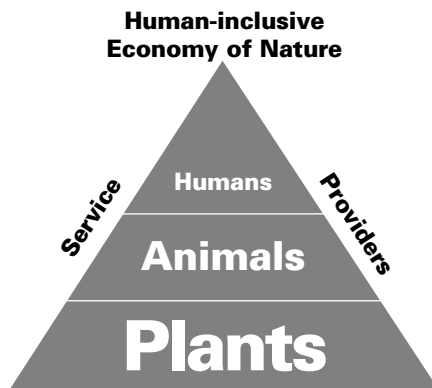 Human-inclusive
Economy of Nature
Service
Providers
Humans
Animals
Plants